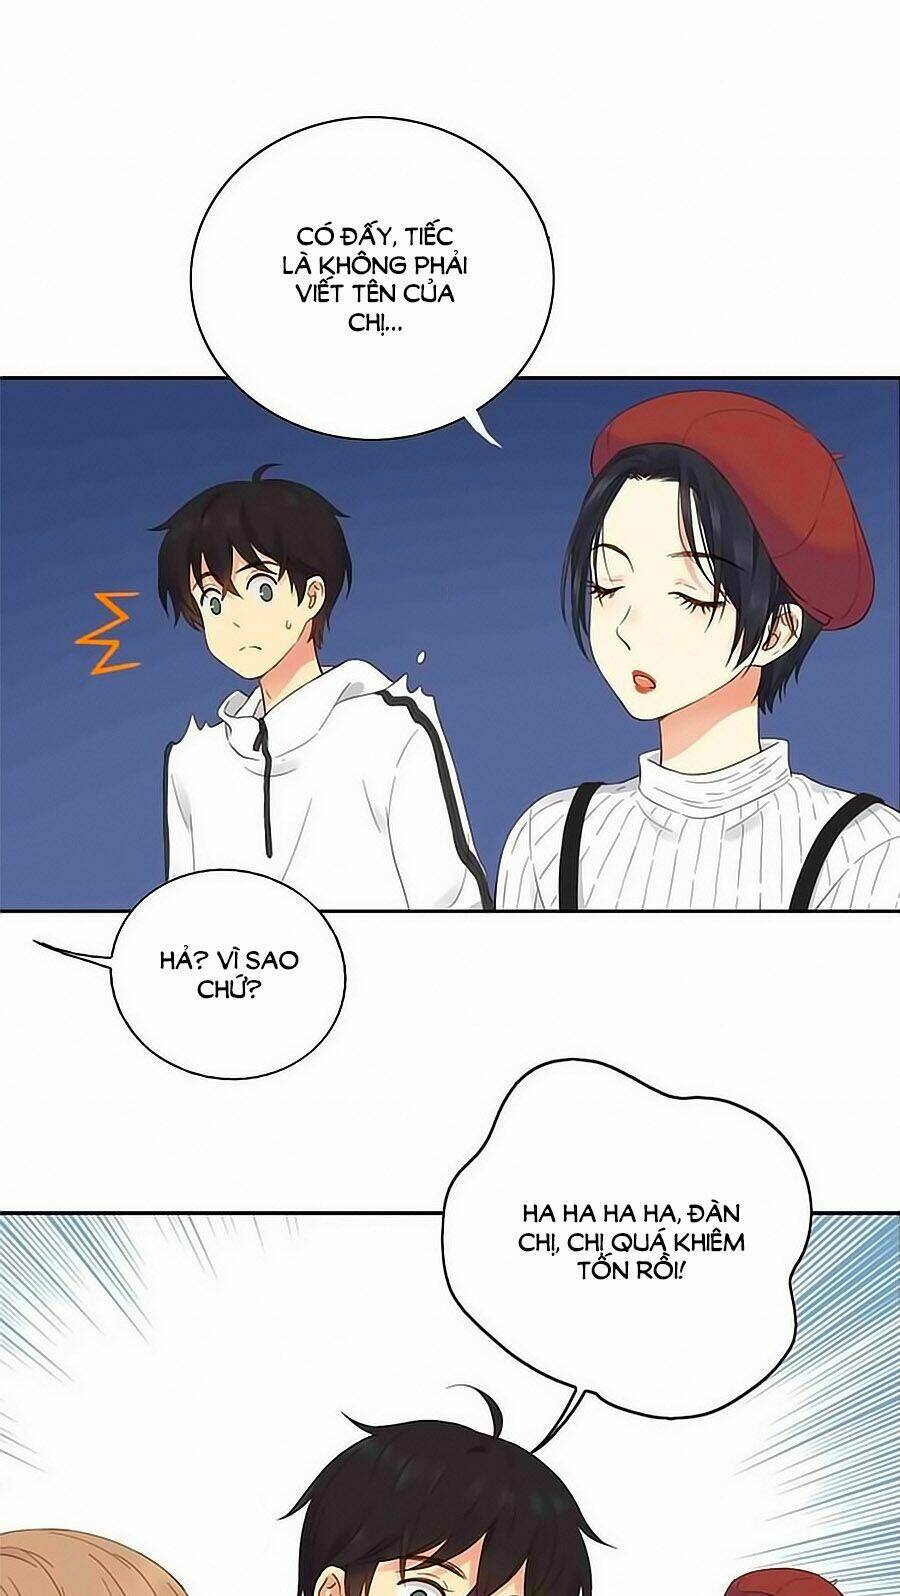 CÓ ĐẤY, TIẾC
LÀ KHÔNG PHẢI
VIẾT TÊN CỦA
CHỊ...
HẢ? VÌ SAO
CHỨ?
HA HA HA HA, ĐÀN
CHỊ, CHỊ QUÁ KHIÊM
TỐN RỒI!